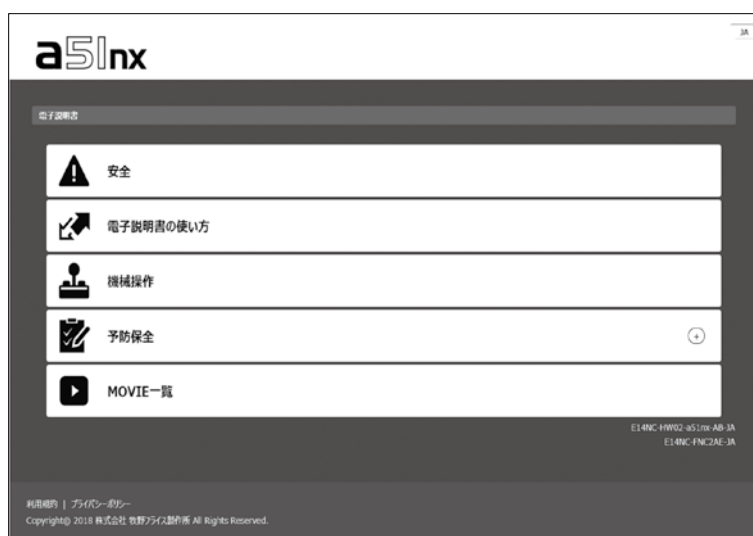 JA
a51nx
電子説明書
安全
電子説明書の使い方
機械操作
予防保全
MOVIE一覧
E14NC-HW02-a51nx-AB-JA
E14NC-FNC2AE-JA
利用規約 | プライバシーポリシー
Copyright© 2018 株式会社 牧野フライス製作所 All Rights Reserved.